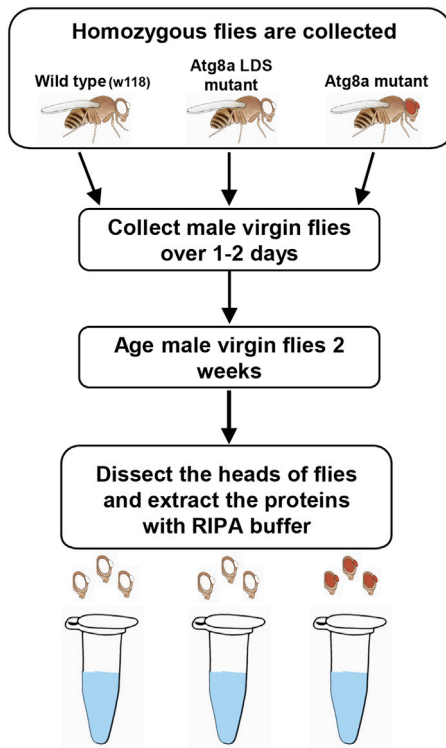 Homozygous flies are collected
Wild type (w118)
Atg8a LDS
mutant
Atg8a mutant
Collect male virgin flies
over 1-2 days
Age male virgin flies 2
weeks
Dissect the heads of flies
and extract the proteins
with RIPA buffer